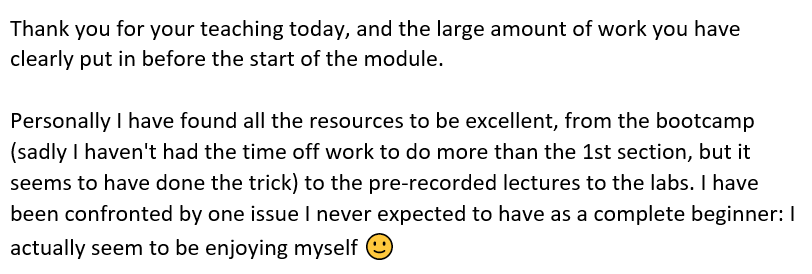 Thank you for your teaching today, and the large amount of work you have
clearly put in before the start of the module.
Personally I have found all the resources to be excellent, from the bootcamp
(sadly I haven't had the time off work to do more than the 1st section, but it
seems to have done the trick) to the pre-recorded lectures to the labs. I have
been confronted by one issue I never expected to have as a complete beginner: I
actually seem to be enjoying myself 🙂